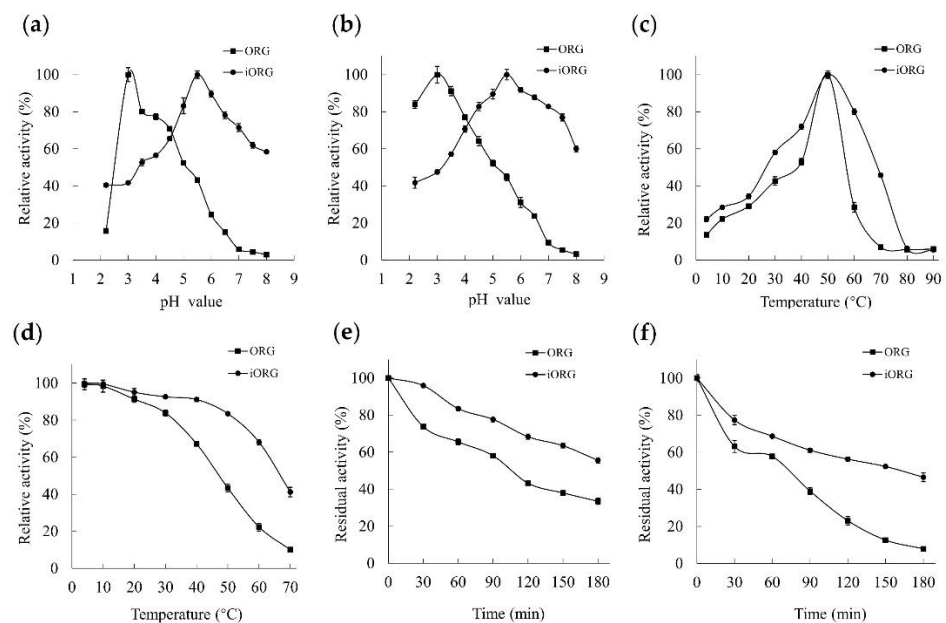 (a)
ORG
iORG
Relative activity (%)
100
80
60
40
20
0
1 2 3 4 5 6 7 8 9
pH value
(b)
ORG
iORG
Relative activity (%)
100
80
60
40
20
0
1 2 3 4 5 6 7 8 9
pH value
(c)
ORG
iORG
Relative activity (%)
100
80
60
40
20
0
0 10 20 30 40 50 60 70 80 90
Temperature (°C)
(d)
ORG
iORG
Relative activity (%)
100
80
60
40
20
0
0 10 20 30 40 50 60 70
Temperature (°C)
(e)
ORG
iORG
Residual activity (%)
100
80
60
40
20
0
0 30 60 90 120 150 180
Time (min)
(f)
ORG
iORG
Residual activity (%)
100
80
60
40
20
0
0 30 60 90 120 150 180
Time (min)